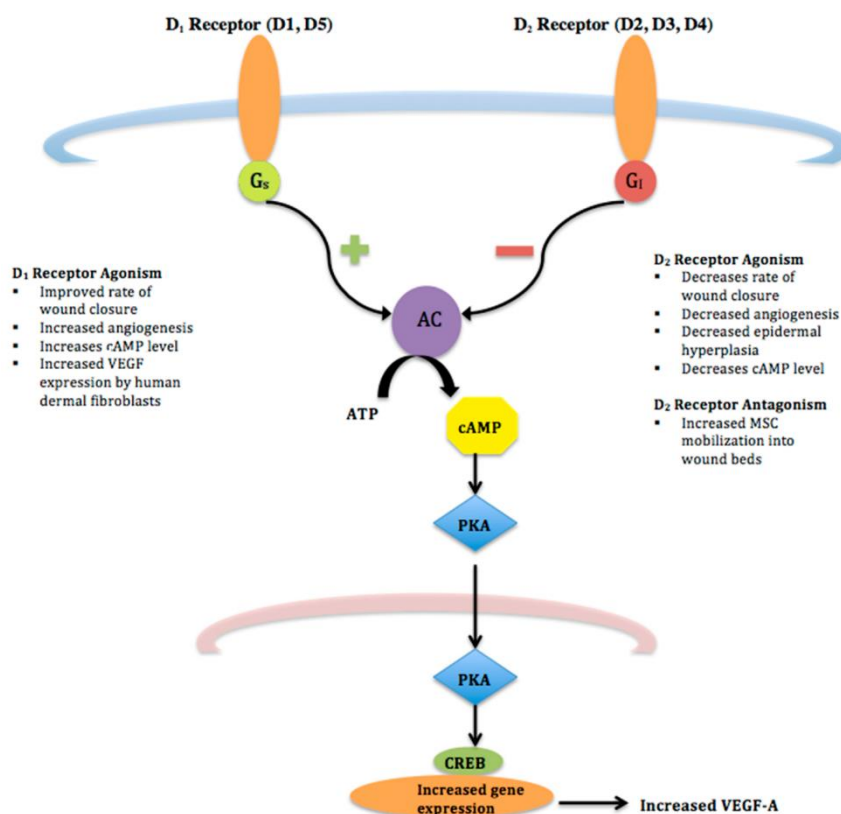 D₁ Receptor (D1, D5)
D₂ Receptor (D2, D3, D4)
Gs
GI
D₁ Receptor Agonism
▪ Improved rate of
wound closure
▪ Increased angiogenesis
▪ Increases cAMP level
▪ Increased VEGF
expression by human
dermal fibroblasts
D₂ Receptor Agonism
▪ Decreases rate of
wound closure
▪ Decreased angiogenesis
▪ Decreased epidermal
hyperplasia
▪ Decreases cAMP level
D₂ Receptor Antagonism
▪ Increased MSC
mobilization into
wound beds
AC
ATP
cAMP
PKA
PKA
CREB
Increased gene
expression
Increased VEGF-A